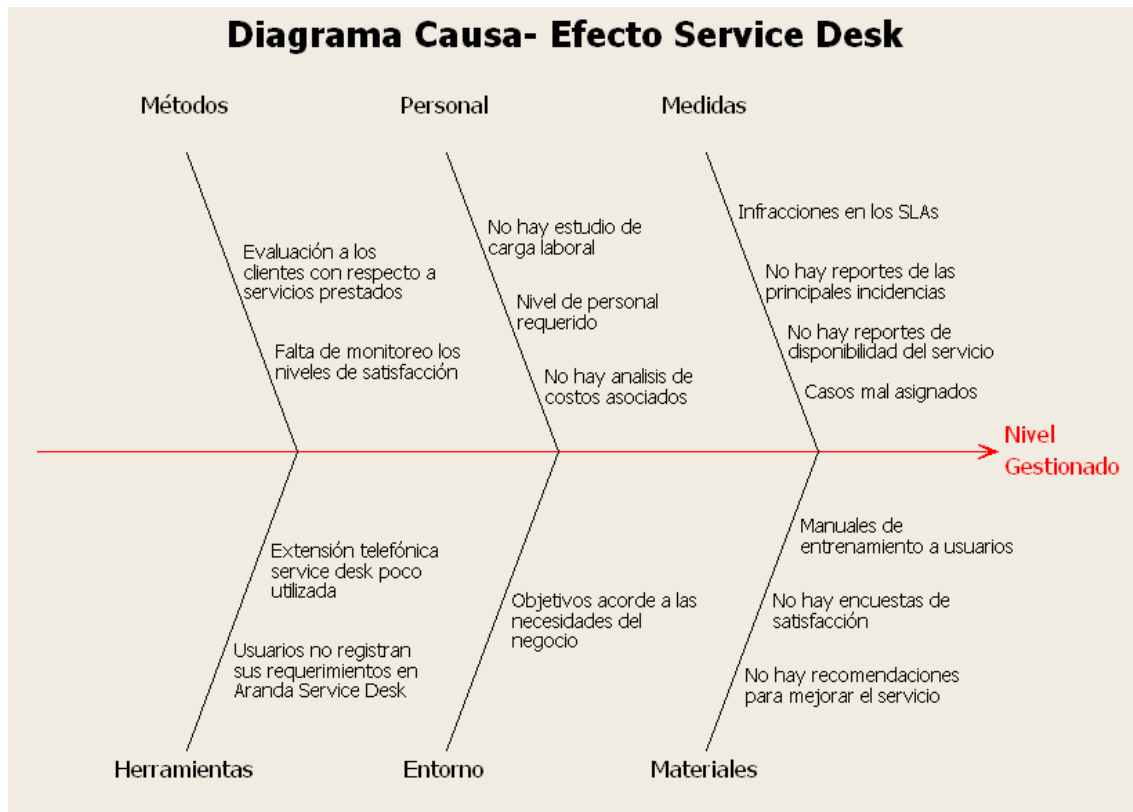 Diagrama Causa- Efecto Service Desk
Métodos
Personal
Medidas
Evaluación a los
clientes con respecto a
servicios prestados
Falta de monitoreo los
niveles de satisfacción
No hay estudio de
carga laboral
Nivel de personal
requerido
No hay analisis de
costos asociados
Infracciones en los SLAs
No hay reportes de las
principales incidencias
No hay reportes de
disponibilidad del servicio
Casos mal asignados
Nivel
Gestionado
Extensión telefónica
service desk poco
utilizada
Usuarios no registran
sus requerimientos en
Aranda Service Desk
Objetivos acorde a las
necesidades del
negocio
Manuales de
entrenamiento a usuarios
No hay encuestas de
satisfacción
No hay recomendaciones
para mejorar el servicio
Herramientas
Entorno
Materiales